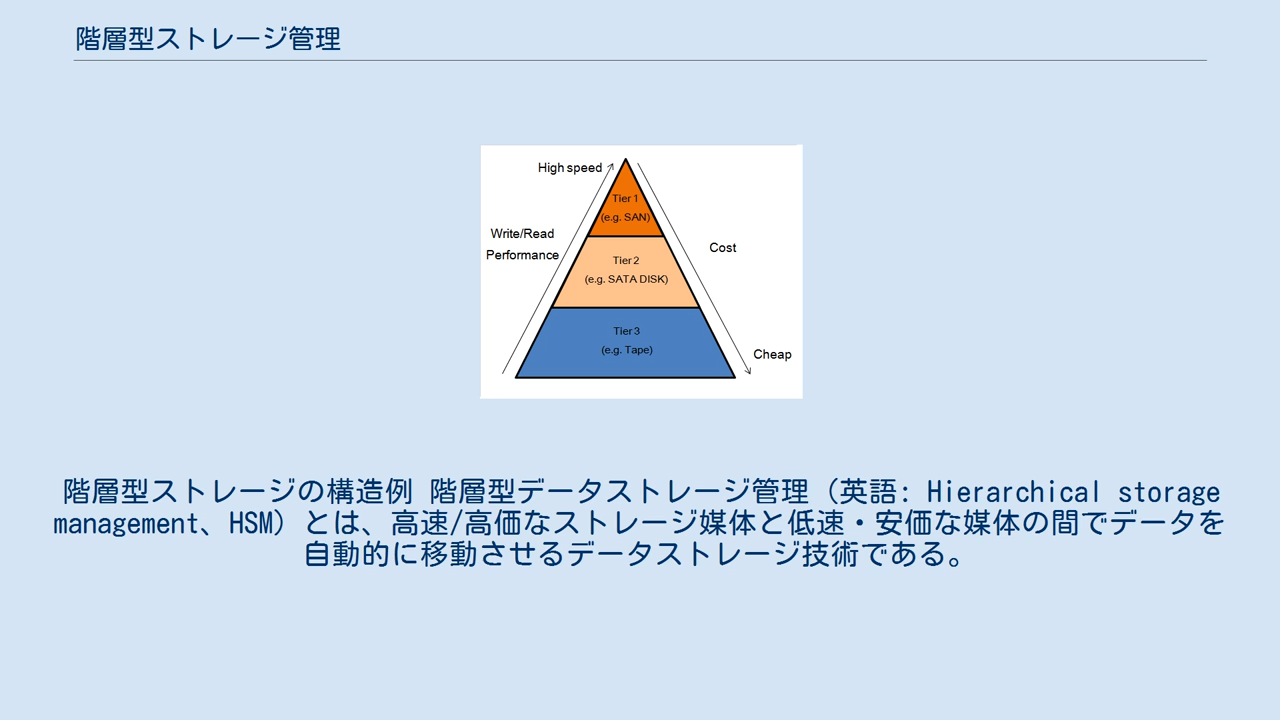 階層型ストレージ管理
High speed
Tier 1
(e.g. SAN)
Write/Read
Performance
Cost
Tier 2
(e.g. SATA DISK)
Tier 3
(e.g. Tape)
Cheap
階層型ストレージの構造例 階層型データストレージ管理（英語: Hierarchical storage
management、HSM）とは、高速/高価なストレージ媒体と低速・安価な媒体の間でデータを
自動的に移動させるデータストレージ技術である。